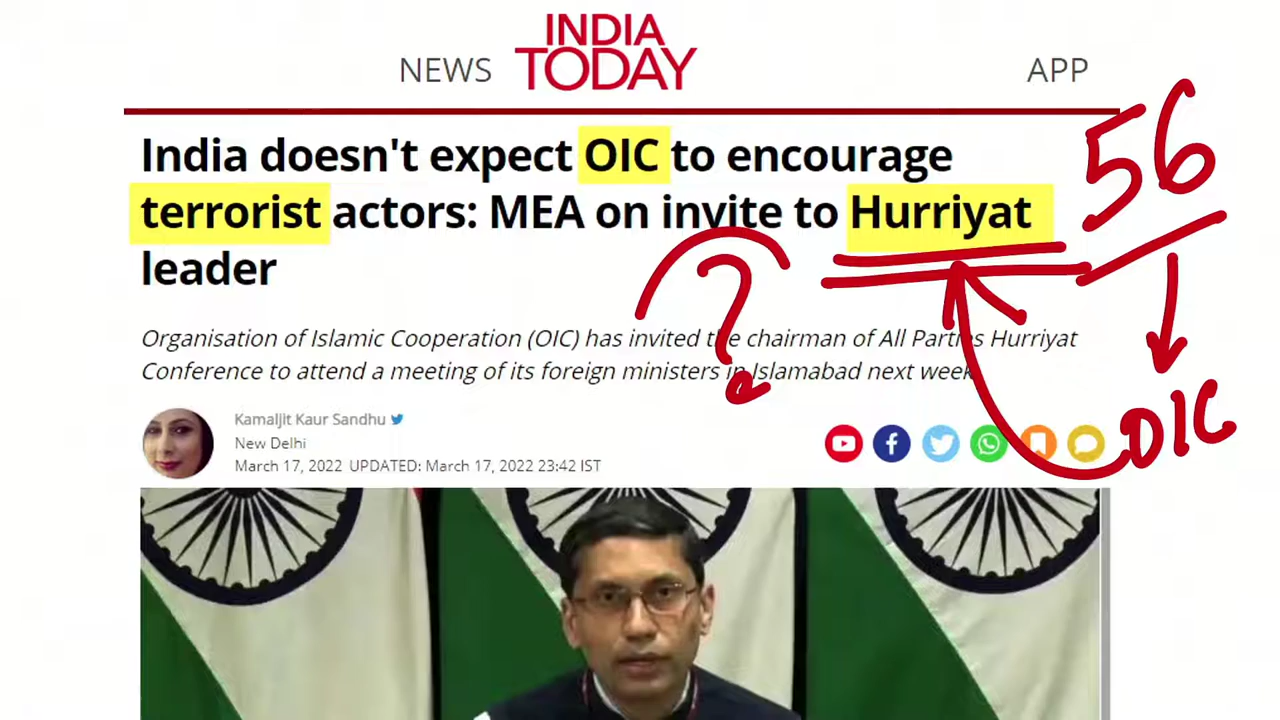 INDIA
NEWS TODAY APP
India doesn't expect OIC to encourage
terrorist actors: MEA on invite to Hurriyat
leader
56
Organisation of Islamic Cooperation (OIC) has invited the chairman of All Parties Hurriyat
Conference to attend a meeting of its foreign ministers in Islamabad next week
?
Kamaljit Kaur Sandhu
New Delhi
March 17, 2022 UPDATED: March 17, 2022 23:42 IST
OIC